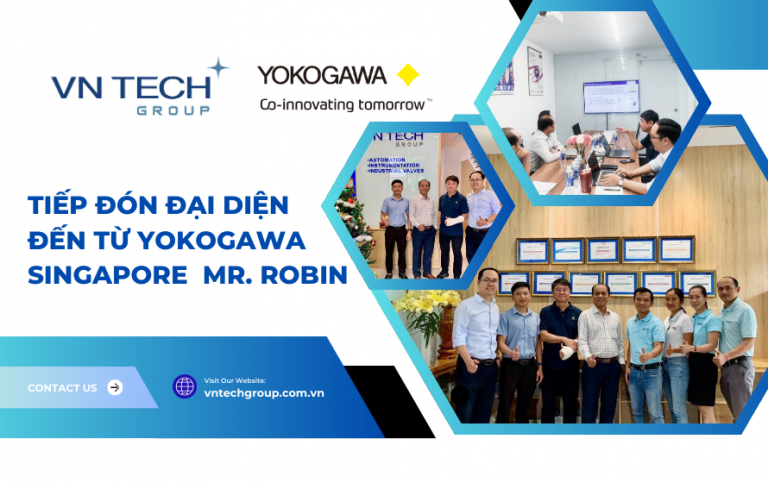 VN TECH
GROUP
YOKOGAWA
Co-innovating tomorrow™
VN TECH
GROUP
AUTOMATION
INSTRUMENTATION
INDUSTRIAL VALVES
TIẾP ĐÓN ĐẠI DIỆN
ĐẾN TỪ YOKOGAWA
SINGAPORE MR. ROBIN
CONTACT US
Visit Our Website:
vntechgroup.com.vn